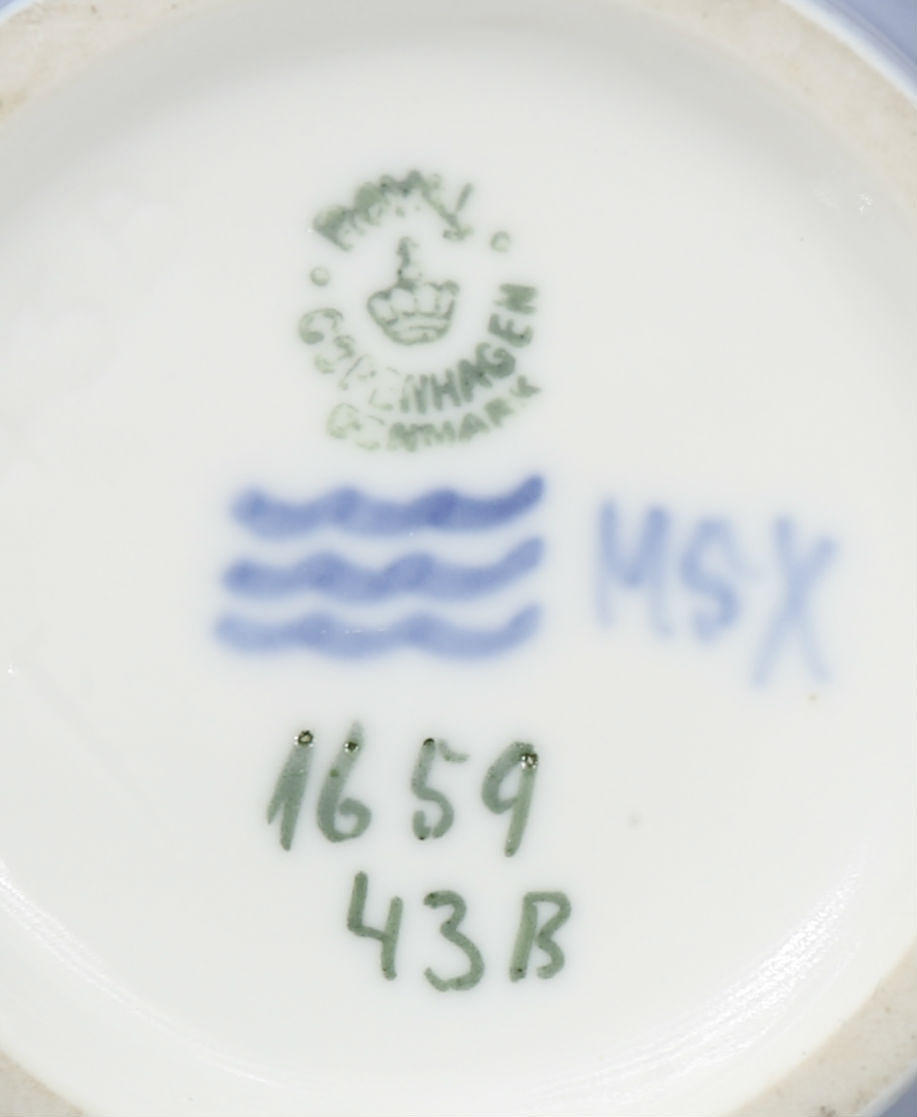 ROYAL
COPENHAGEN
DENMARK
MSX
1659
43B